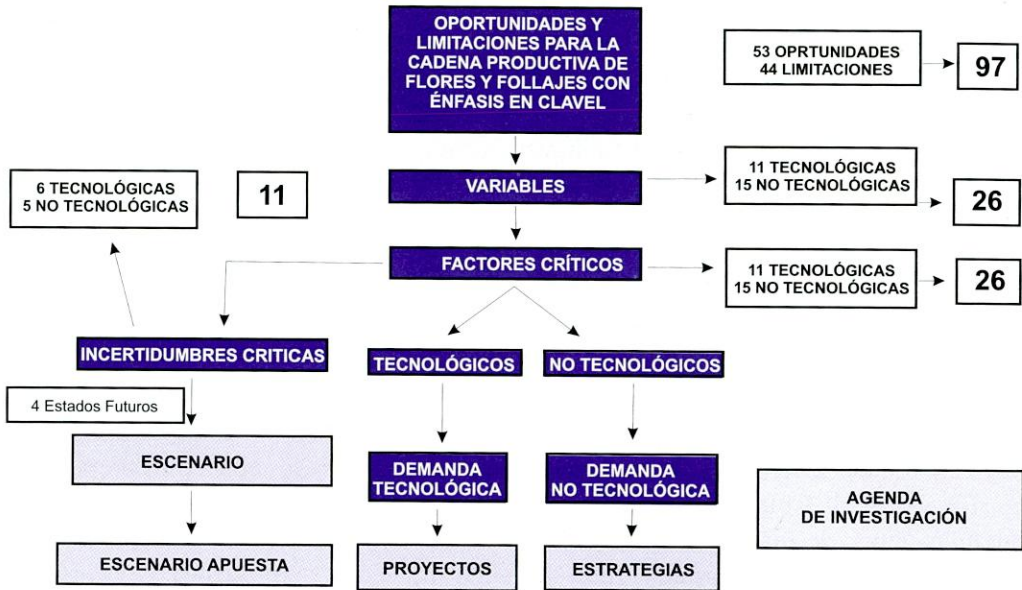 OPORTUNIDADES Y
LIMITACIONES PARA LA
CADENA PRODUCTIVA DE
FLORES Y FOLLAJES CON
ÉNFASIS EN CLAVEL
53 OPRTUNIDADES
44 LIMITACIONES
97
VARIABLES
11 TECNOLÓGICAS
15 NO TECNOLÓGICAS
26
6 TECNOLÓGICAS
5 NO TECNOLÓGICAS
11
FACTORES CRÍTICOS
11 TECNOLÓGICAS
15 NO TECNOLÓGICAS
26
INCERTIDUMBRES CRITICAS
TECNOLÓGICOS
NO TECNOLÓGICOS
4 Estados Futuros
ESCENARIO
DEMANDA
TECNOLÓGICA
DEMANDA
NO TECNOLÓGICA
AGENDA
DE INVESTIGACIÓN
ESCENARIO APUESTA
PROYECTOS
ESTRATEGIAS